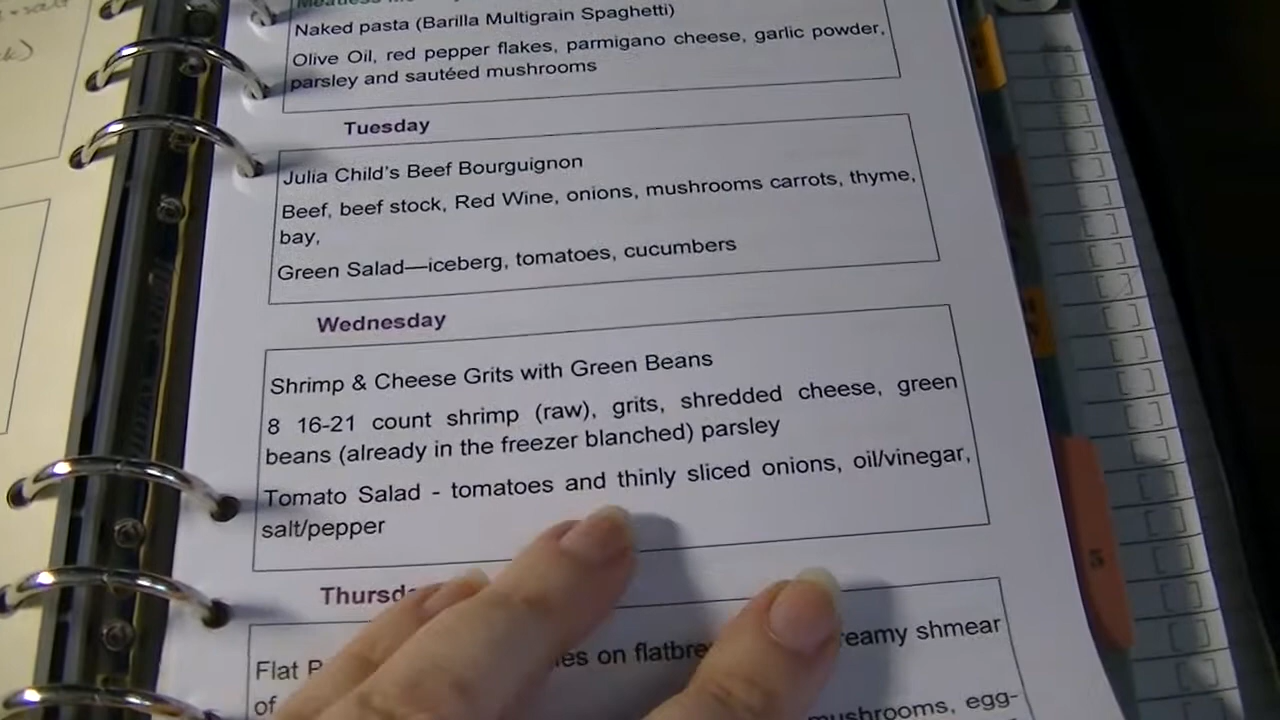 Naked pasta (Barilla Multigrain Spaghetti)
Olive Oil, red pepper flakes, parmigano cheese, garlic powder,
parsley and sautéed mushrooms
Tuesday
Julia Child's Beef Bourguignon
Beef, beef stock, Red Wine, onions, mushrooms carrots, thyme,
bay,
Green Salad—iceberg, tomatoes, cucumbers
Wednesday
Shrimp & Cheese Grits with Green Beans
8 16-21 count shrimp (raw), grits, shredded cheese, green
beans (already in the freezer blanched) parsley
Tomato Salad - tomatoes and thinly sliced onions, oil/vinegar,
salt/pepper
Flat on shmear
of mushrooms, egg-
5